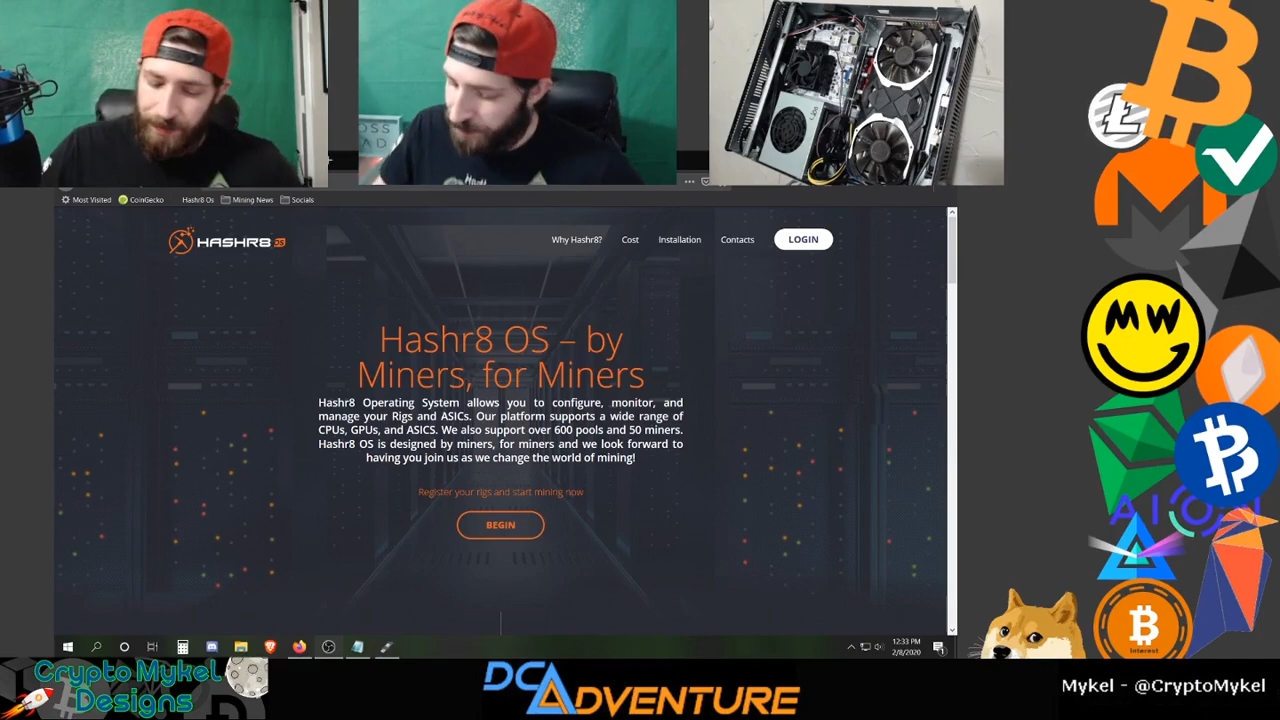 Most Visited CoinGecko Hashr8 Os Mining News Socials
HASHR8 OS
Why Hashr8? Cost Installation Contacts LOGIN
Hashr8 OS – by
Miners, for Miners
Hashr8 Operating System allows you to configure, monitor, and
manage your Rigs and ASICs. Our platform supports a wide range of
CPUs, GPUs, and ASICS. We also support over 600 pools and 50 miners.
Hashr8 OS is designed by miners, for miners and we look forward to
having you join us as we change the world of mining!
Register your rigs and start mining now
BEGIN
MW
AION
Interest
12:33 PM
2/8/2020
Crypto Mykel
Designs
DCADVENTURE
Mykel - @CryptoMykel